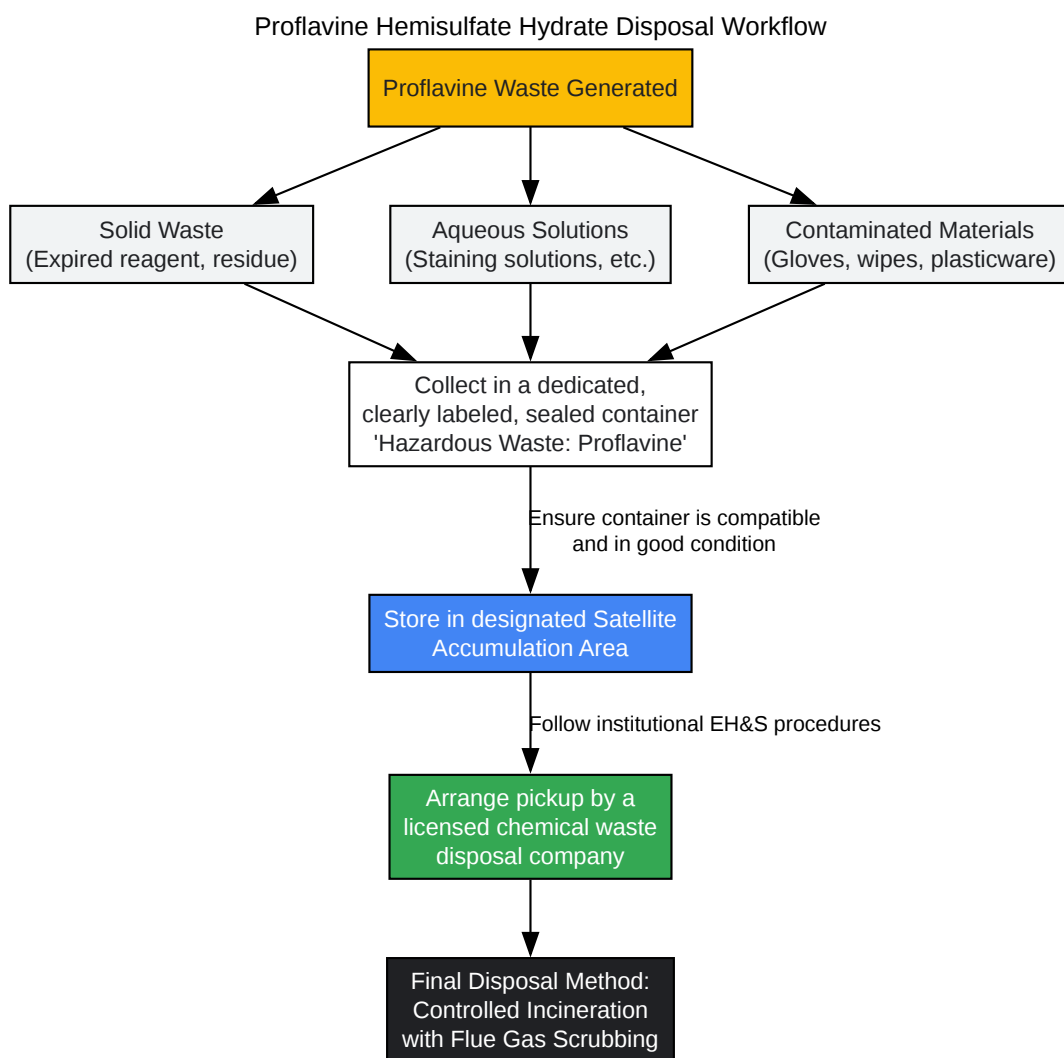 Proflavine Hemisulfate Hydrate Disposal Workflow
Proflavine Waste Generated
Solid Waste
(Expired reagent, residue)
Aqueous Solutions
(Staining solutions, etc.)
Contaminated Materials
(Gloves, wipes, plasticware)
Collect in a dedicated,
clearly labeled, sealed container
'Hazardous Waste: Proflavine'
Ensure container is compatible
and in good condition
Store in designated Satellite
Accumulation Area
Follow institutional EH&S procedures
Arrange pickup by a
licensed chemical waste
disposal company
Final Disposal Method:
Controlled Incineration
with Flue Gas Scrubbing